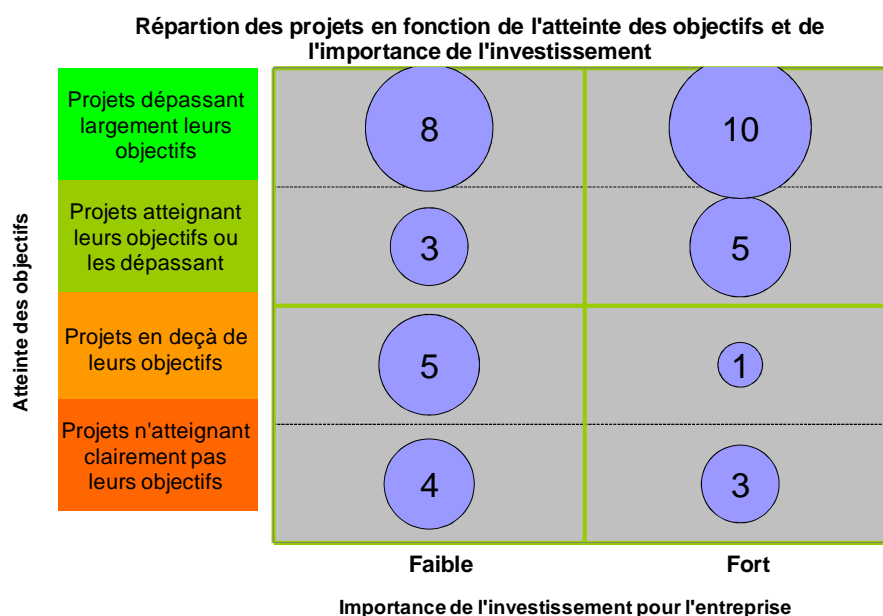 Répartion des projets en fonction de l'atteinte des objectifs et de
l'importance de l'investissement
Atteinte des objectifs
Projets dépassant
largement leurs
objectifs
8
10
Projets atteignant
leurs objectifs ou
les dépassant
3
5
Projets en deçà de
leurs objectifs
5
1
Projets n'atteignant
clairement pas
leurs objectifs
4
3
Faible
Fort
Importance de l'investissement pour l'entreprise